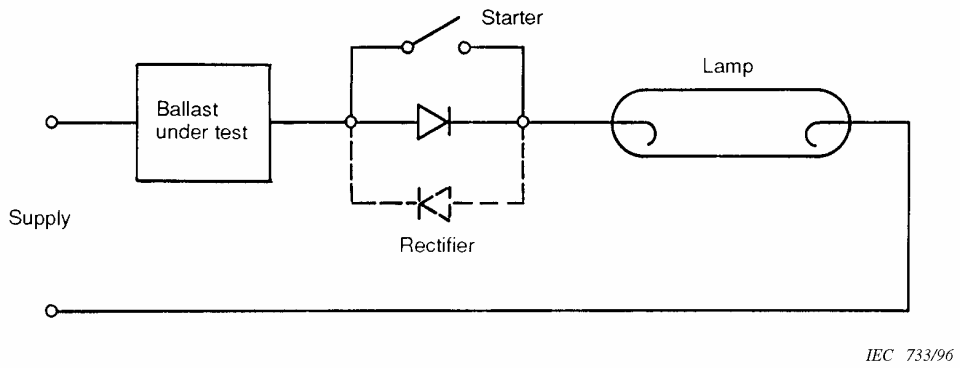 Starter
Lamp
Ballast
under test
Supply
Rectifier
IEC 733/96